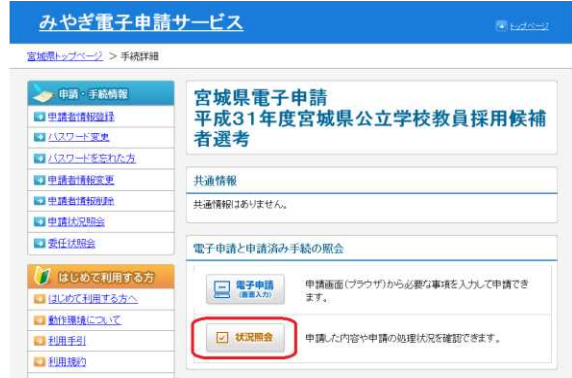 みやぎ電子申請サービス
トップページ
宮城県トップページ > 手続詳細
申請・手続情報
申請者情報登録
パスワード変更
パスワードを忘れた方
申請者情報変更
申請者情報削除
申請状況照会
委任状照会
はじめて利用する方
はじめて利用する方へ
動作環境について
利用手引
利用規約
宮城県電子申請
平成31年度宮城県公立学校教員採用候補
者選考
共通情報
共通情報はありません。
電子申請と申請済み手続の照会
電子申請
(画面入力)
申請画面(ブラウザ)から必要な事項を入力して申請でき
ます。
状況照会
申請した内容や申請の処理状況を確認できます。